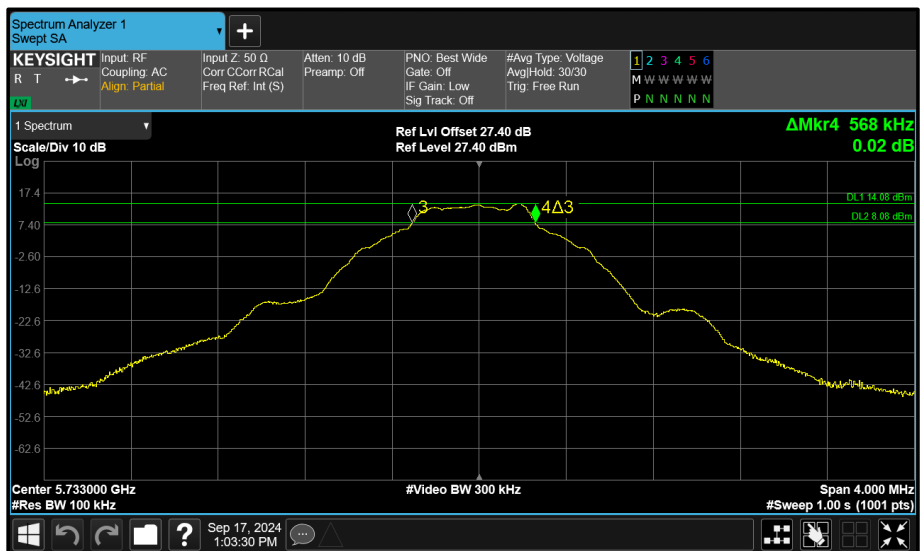 Spectrum Analyzer 1
Swept SA
KEYSIGHT
R T
LXI
Input: RF
Coupling: AC
Align: Partial
Input Z: 50 Ω
Corr CCorr RCal
Freq Ref: Int (S)
Atten: 10 dB
Preamp: Off
PNO: Best Wide
Gate: Off
IF Gain: Low
Sig Track: Off
#Avg Type: Voltage
Avg|Hold: 30/30
Trig: Free Run
1 2 3 4 5 6
M W W W W W
P N N N N N
1 Spectrum
Scale/Div 10 dB
Ref Lvl Offset 27.40 dB
Ref Level 27.40 dBm
ΔMkr4 568 kHz
0.02 dB
Log
17.4
7.40
-2.60
-12.6
-22.6
-32.6
-42.6
-52.6
-62.6
3
4Δ3
DL1 14.08 dBm
DL2 8.08 dBm
Center 5.733000 GHz
#Res BW 100 kHz
#Video BW 300 kHz
Span 4.000 MHz
#Sweep 1.00 s (1001 pts)
Sep 17, 2024
1:03:30 PM